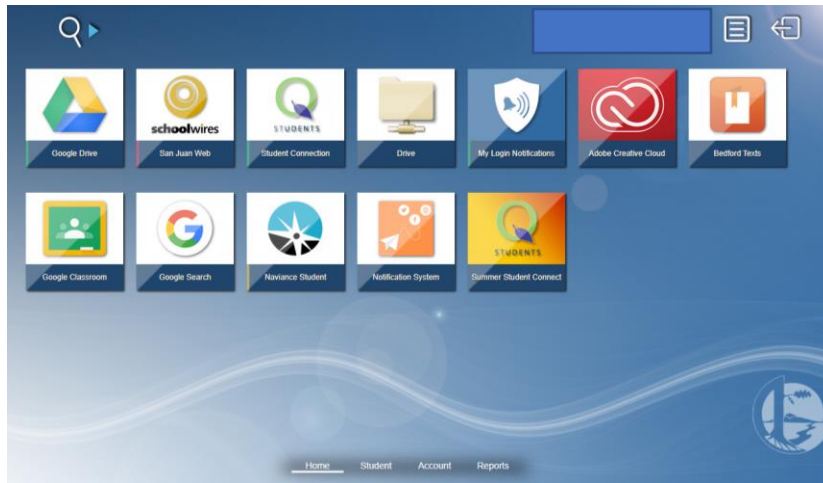 schoolwires
STUDENTS
Google Drive
San Juan Web
Student Connection
Drive
My Login Notifications
Adobe Creative Cloud
Bedford Texts
STUDENTS
Google Classroom
Google Search
Naviance Student
Notification System
Summer Student Connect
Home
Student
Account
Reports